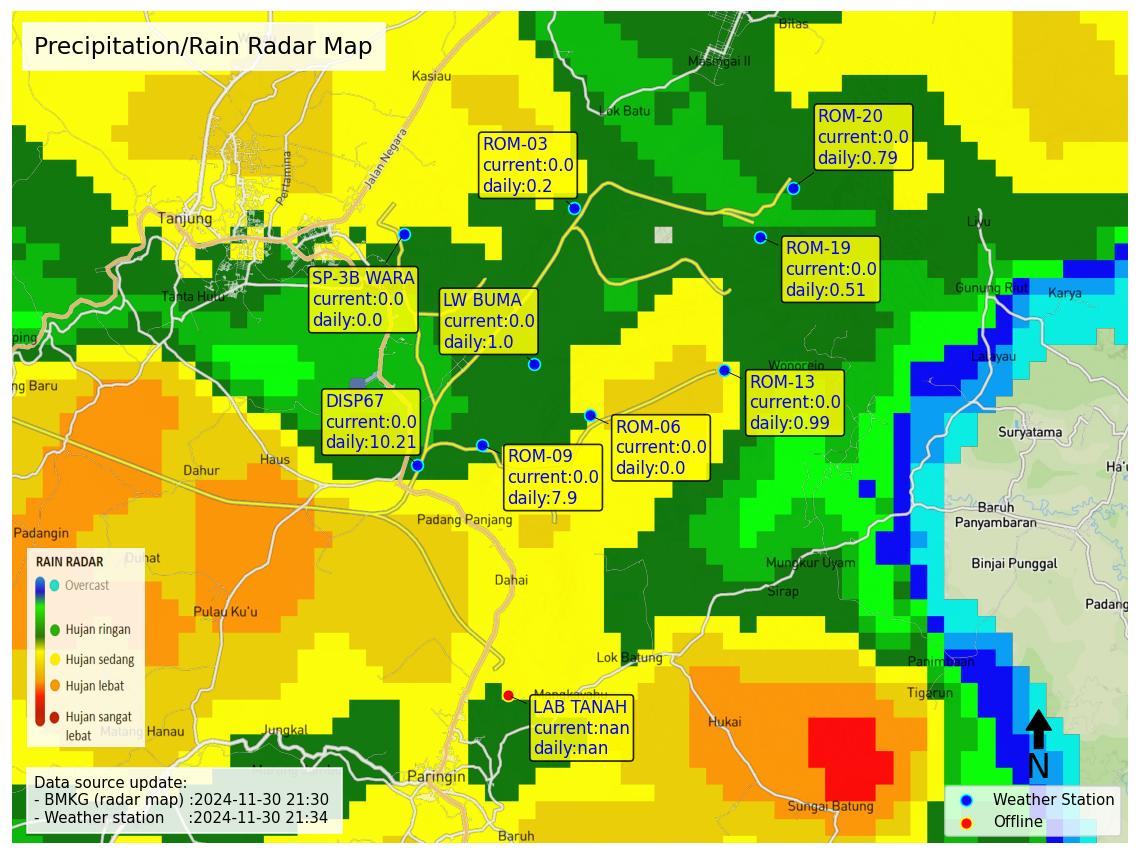 Precipitation/Rain Radar Map
Bitas
Masingai II
Kasiau
Lok Batu
Jalan Negara
Pertamina
ROM-20
current:0.0
daily:0.79
ROM-03
current:0.0
daily:0.2
Tanjung
Liyu
ROM-19
current:0.0
daily:0.51
SP-3B WARA
current:0.0
daily:0.0
LW BUMA
current:0.0
daily:1.0
Tanta Hulu
Gunung Riut
Karya
ping
Lalayau
Wonorejo
ng Baru
ROM-13
current:0.0
daily:0.99
DISP67
current:0.0
daily:10.21
ROM-06
current:0.0
daily:0.0
Suryatama
ROM-09
current:0.0
daily:7.9
Haus
Dahur
Ha'u
Baruh
Panyambaran
Padang Panjang
Padangin
Duhat
Mungkur Uyam
Binjai Punggal
Dahai
Sirap
Padang
Pulau Ku'u
RAIN RADAR
Overcast
Hujan ringan
Hujan sedang
Hujan lebat
Hujan sangat
lebat
Lok Batung
Panimbaan
Tigarun
Mangkayahu
LAB TANAH
current:nan
daily:nan
Hukai
Matang Hanau
Jungkal
Paringin
N
Sungai Batung
Baruh
Data source update:
- BMKG (radar map) :2024-11-30 21:30
- Weather station :2024-11-30 21:34
Weather Station
Offline